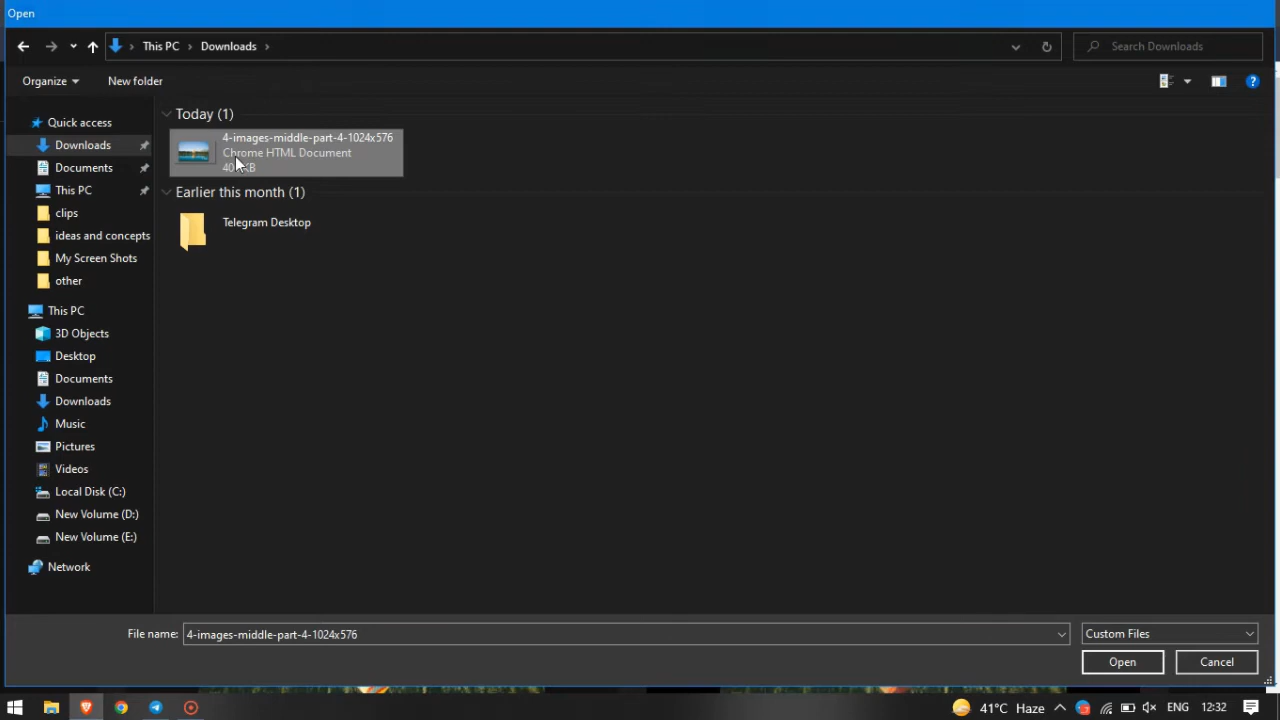 Open
This PC
Downloads
Search Downloads
Organize
New folder
Quick access
Downloads
Documents
This PC
clips
ideas and concepts
My Screen Shots
other
This PC
3D Objects
Desktop
Documents
Downloads
Music
Pictures
Videos
Local Disk (C:)
New Volume (D:)
New Volume (E:)
Network
Today (1)
4-images-middle-part-4-1024x576
Chrome HTML Document
KB
Earlier this month (1)
Telegram Desktop
File name:
4-images-middle-part-4-1024x576
Custom Files
Open
Cancel
41°C Haze
ENG
12:32